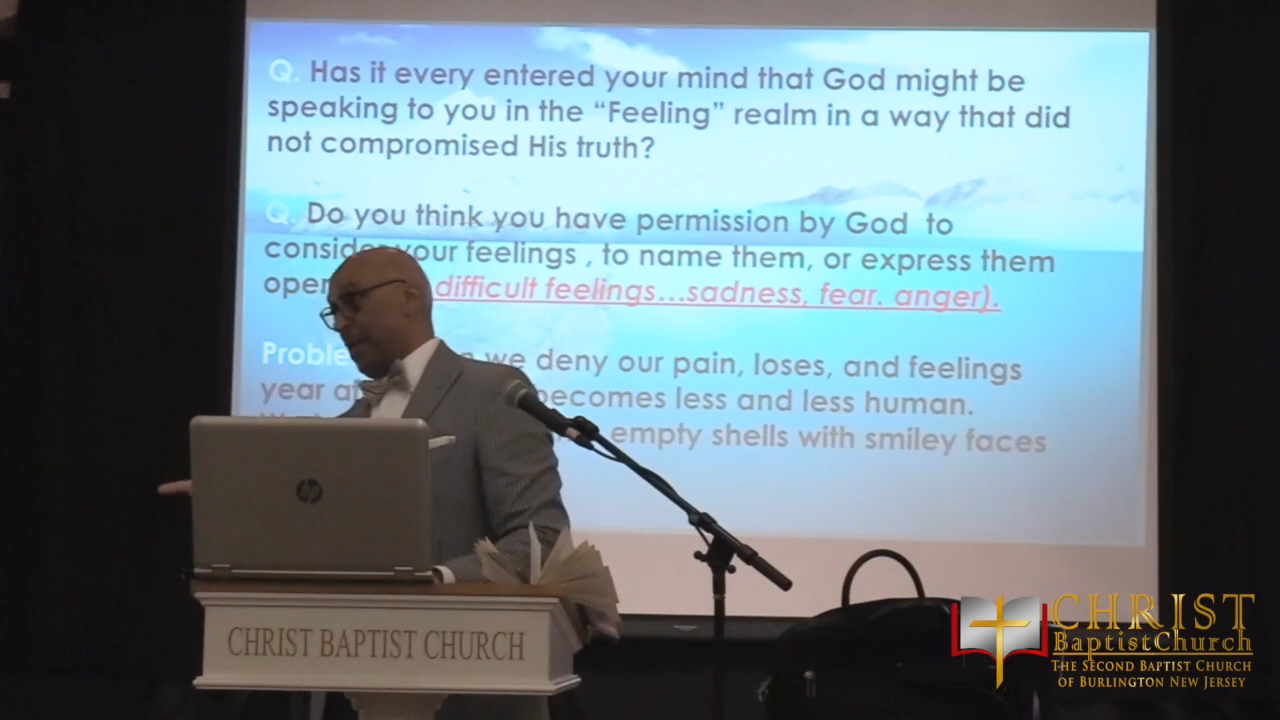 Q. Has it every entered your mind that God might be
speaking to you in the “Feeling” realm in a way that did
not compromised His truth?
Q. Do you think you have permission by God to
consider your feelings , to name them, or express them
difficult feelings...sadness, fear. anger).
we deny our pain, loses, and feelings
year becomes less and less human.
empty shells with smiley faces
hp
CHRIST BAPTIST CHURCH
CHRIST
BaptistChurch
THE SECOND BAPTIST CHURCH
OF BURLINGTON NEW JERSEY